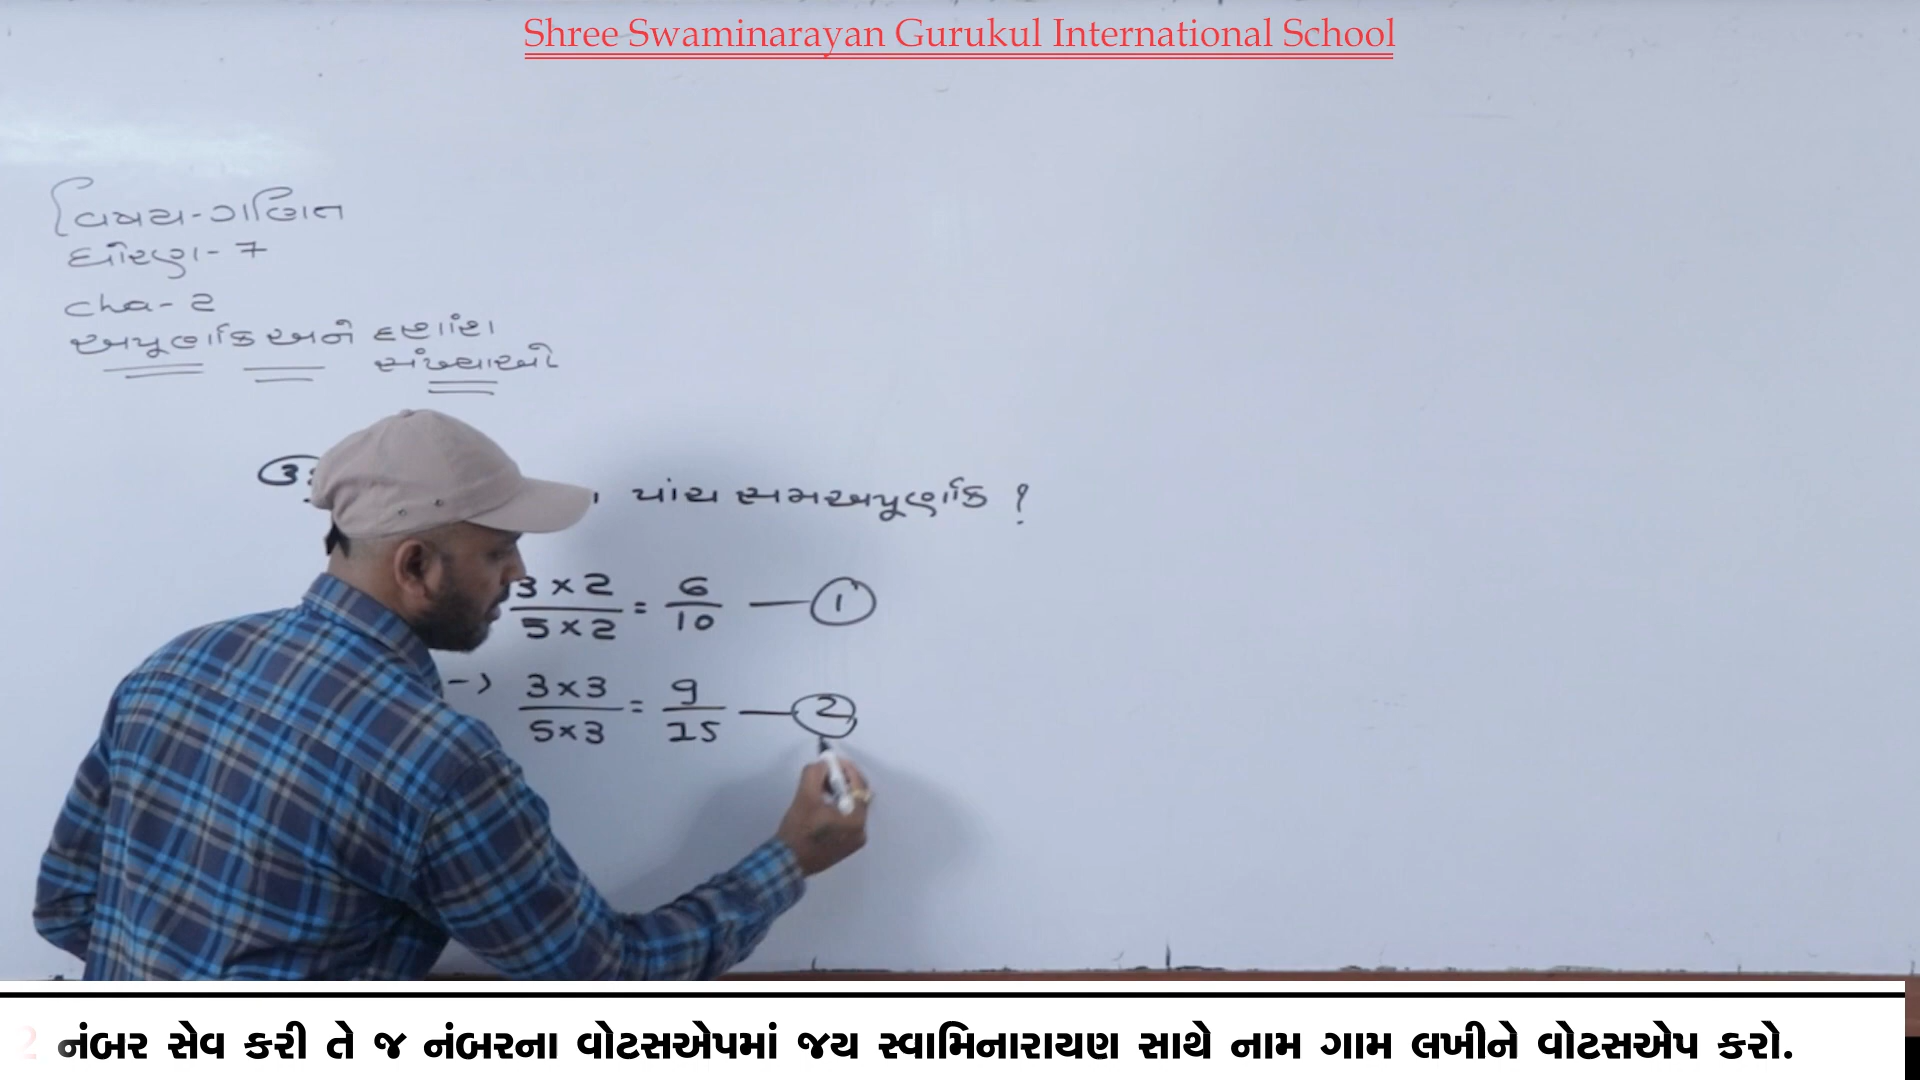 Shree Swaminarayan Gurukul International School
વિષય-ગણિત
ધોરણ-7
cha-2
અપૂર્ણાંક અને દશાંશ
સંખ્યાઓ
પાંચ સમઅપૂર્ણાંક ?
3×2/5×2 = 6/10 — 1
→ 3×3/5×3 = 9/15 — 2
નંબર સેવ કરી તે જ નંબરના વોટસએપમાં જય સ્વામિનારાયણ સાથે નામ ગામ લખીને વોટસએપ કરો.